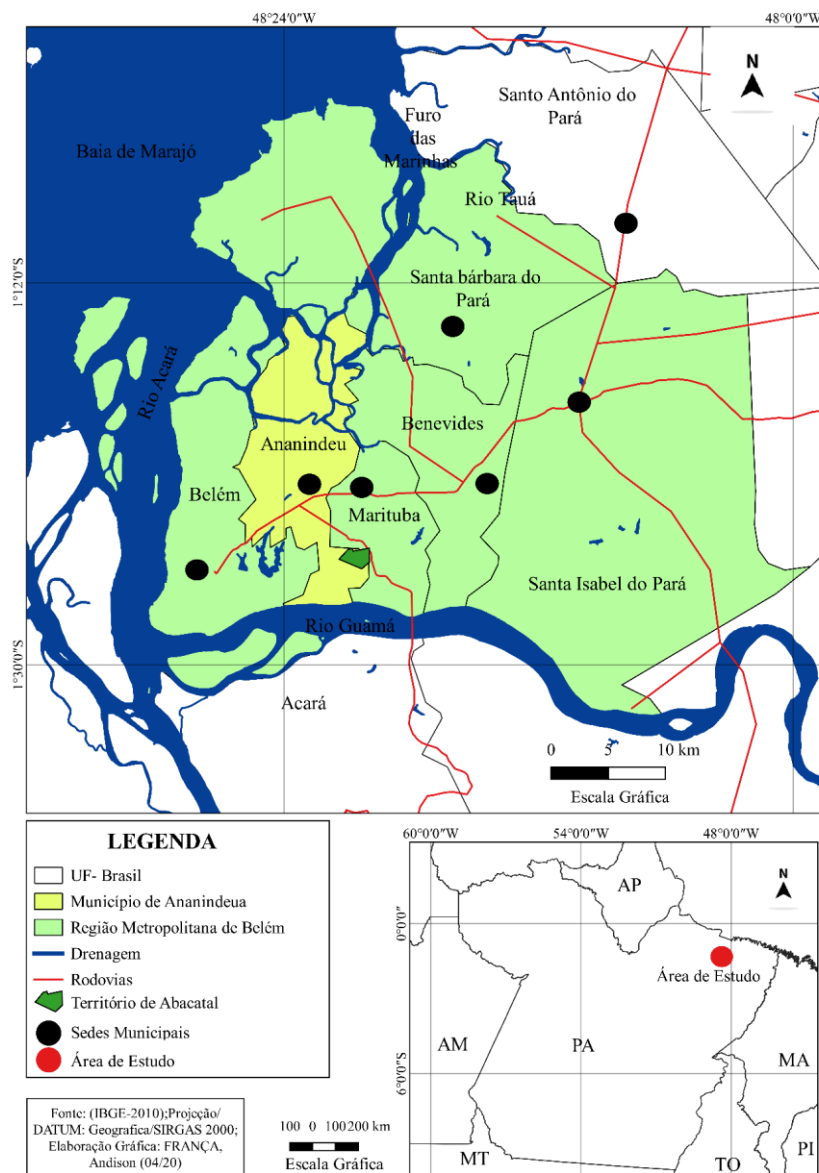 48°24'0"W
48°0'0"W
N
Santo Antônio do
Pará
Furo
das
Marinhas
Baia de Marajó
Rio Tauá
1°12'0"S
Santa bárbara do
Pará
Rio Acará
Benevides
Ananindeu
Belém
Marituba
Santa Isabel do Pará
Rio Guamá
1°30'0"S
Acará
0 5 10 km
Escala Gráfica
LEGENDA
UF- Brasil
Município de Ananindeua
Região Metropolitana de Belém
Drenagem
Rodovias
Território de Abacatal
Sedes Municipais
Área de Estudo
Fonte: (IBGE-2010);Projeção/
DATUM: Geografica/SIRGAS 2000;
Elaboração Gráfica: FRANÇA,
Andison (04/20)
100 0 100200 km
Escala Gráfica
60°0'0"W
54°0'0"W
48°0'0"W
N
AP
0°0'0"
Área de Estudo
AM
PA
MA
6°0'0"S
MT
TO
PI